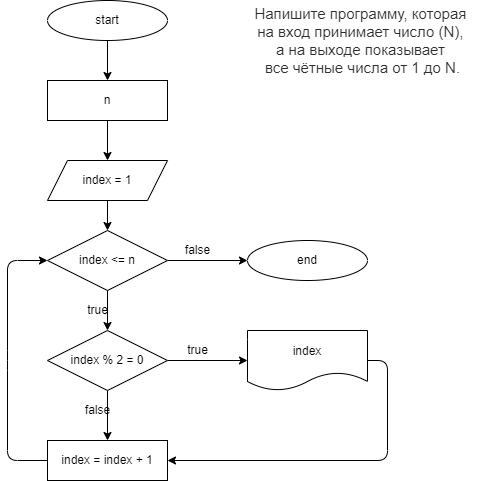 start
Напишите программу, которая
на вход принимает число (N),
а на выходе показывает
все чётные числа от 1 до N.
n
index = 1
index <= n
false
end
true
index % 2 = 0
true
index
false
index = index + 1